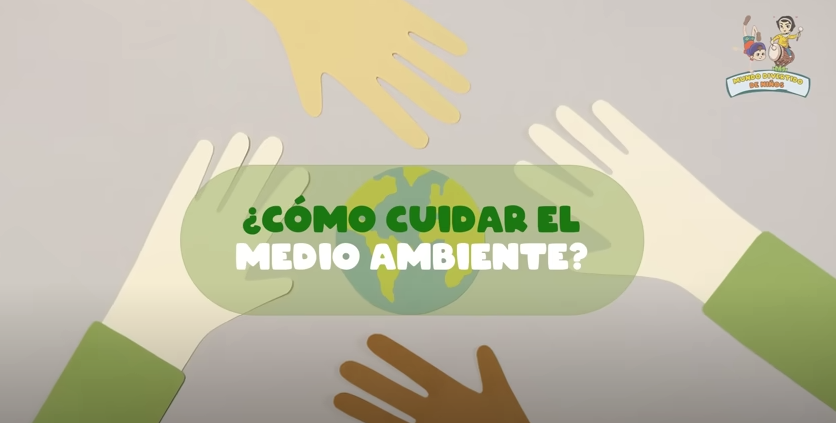 MUNDO DIVERTIDO
DE NIÑOS
¿CÓMO CUIDAR EL
MEDIO AMBIENTE?